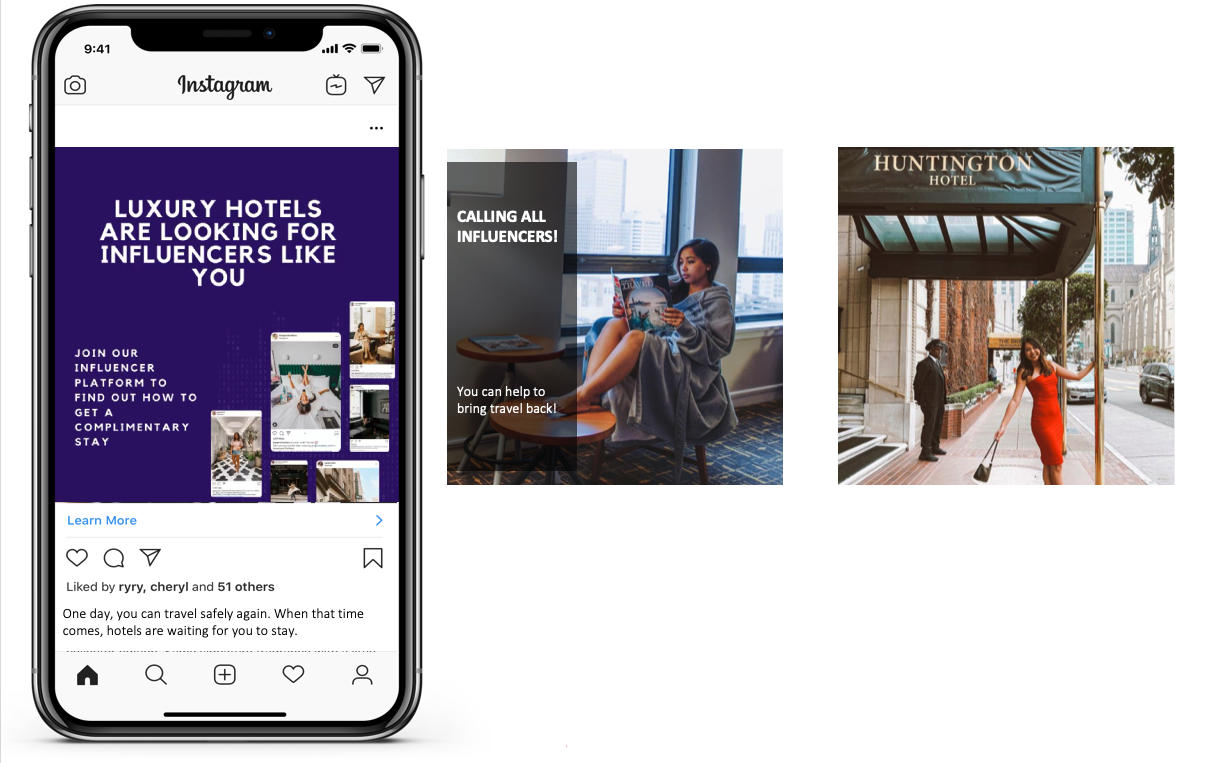 9:41
Instagram
LUXURY HOTELS
ARE LOOKING FOR
INFLUENCERS LIKE
YOU
JOIN OUR
INFLUENCER
PLATFORM TO
FIND OUT HOW TO
GET A
COMPLIMENTARY
STAY
Learn More
Liked by ryry, cheryl and 51 others
One day, you can travel safely again. When that time
comes, hotels are waiting for you to stay.
CALLING ALL
INFLUENCERS!
TRAVEL
You can help to
bring travel back!
HUNTINGTON
HOTEL